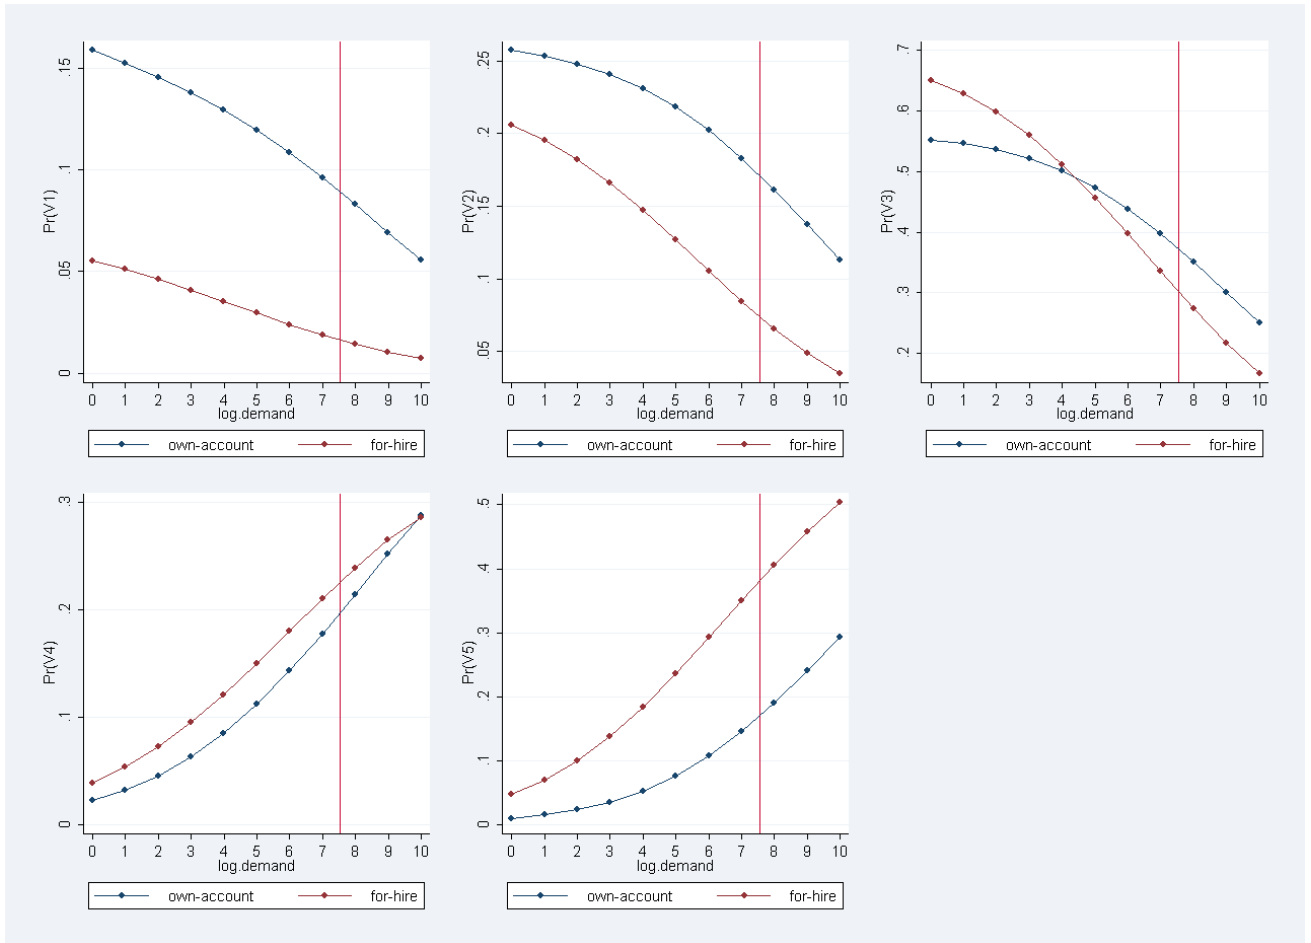 Pr(V1)
.15
.1
.05
0
0 1 2 3 4 5 6 7 8 9 10
log.demand
own-account for-hire
Pr(V2)
.25
.2
.15
.1
.05
0 1 2 3 4 5 6 7 8 9 10
log.demand
own-account for-hire
Pr(V3)
.7
.6
.5
.4
.3
.2
0 1 2 3 4 5 6 7 8 9 10
log.demand
own-account for-hire
Pr(V4)
.3
.2
.1
0
0 1 2 3 4 5 6 7 8 9 10
log.demand
own-account for-hire
Pr(V5)
.5
.4
.3
.2
.1
0
0 1 2 3 4 5 6 7 8 9 10
log.demand
own-account for-hire